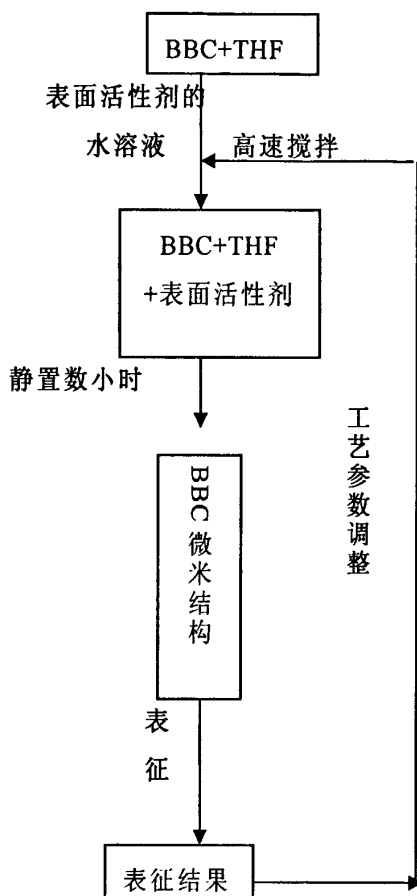 BBC+THF
表面活性剂的
水溶液
高速搅拌
BBC+THF
+表面活性剂
静置数小时
BBC微米结构
工艺参数调整
表征
表征结果